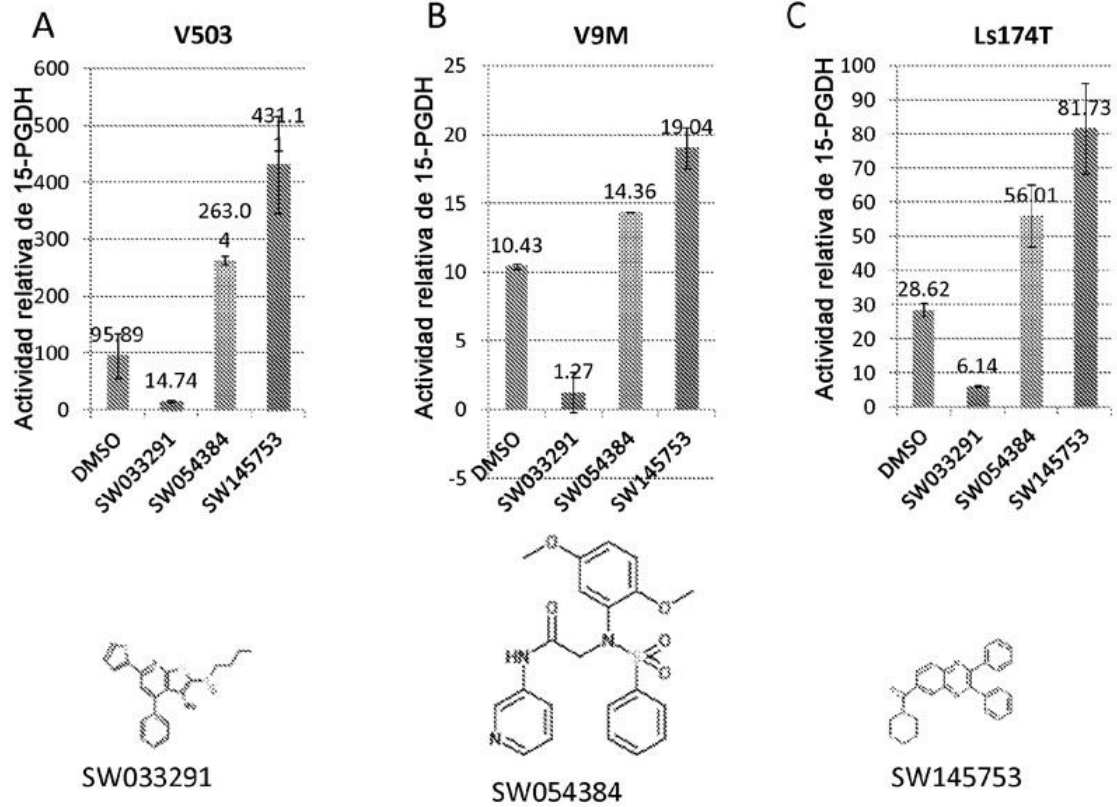 A
V503
Actividad relativa de 15-PGDH
600
500
400
300
200
100
0
95.89
14.74
263.0
4
431.1
1
DMSO
SW033291
SW054384
SW145753
B
V9M
Actividad relativa de 15-PGDH
25
20
15
10
5
0
-5
10.43
1.27
14.36
19.04
DMSO
SW033291
SW054384
SW145753
C
Ls174T
Actividad relativa de 15-PGDH
100
90
80
70
60
50
40
30
20
10
0
28.62
6.14
56.01
81.73
DMSO
SW033291
SW054384
SW145753
O
O
O
HN
N
O
O
N
SW033291
SW054384
SW145753